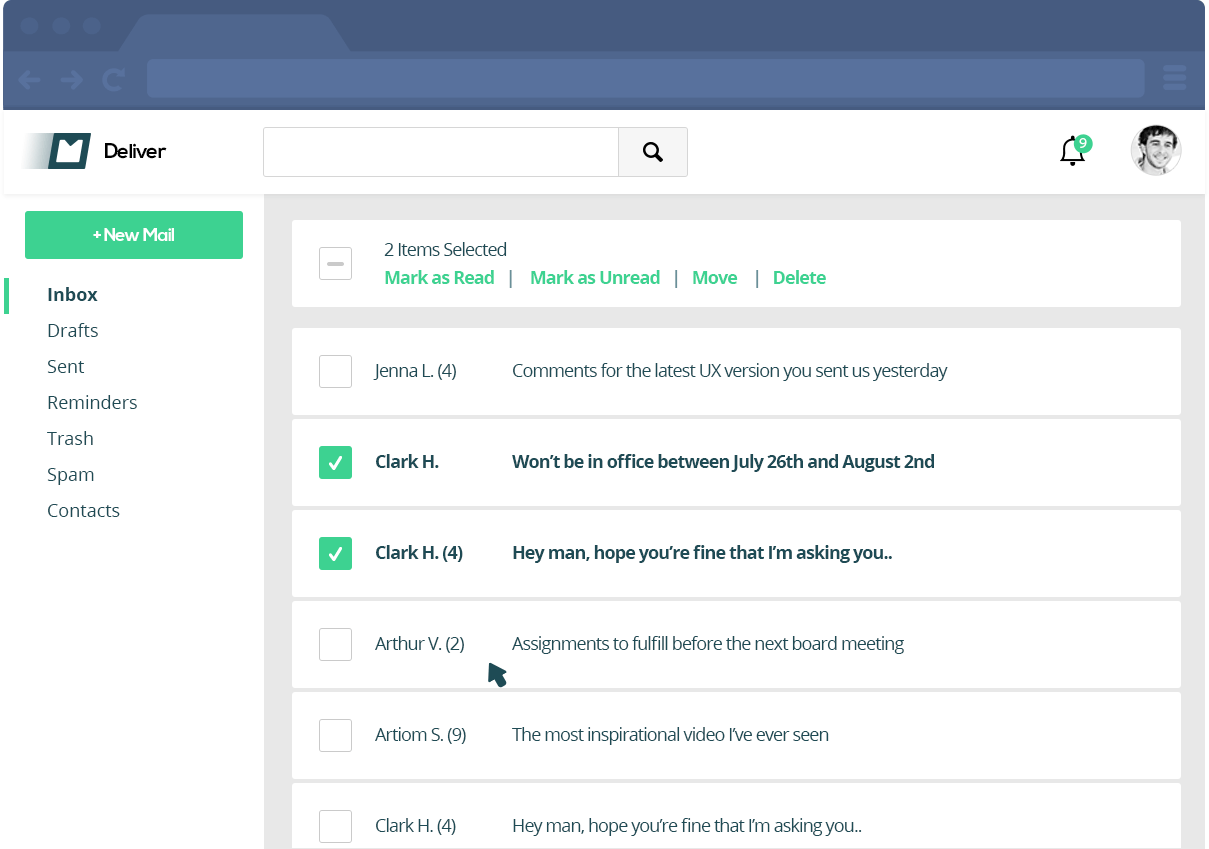 Deliver
9
+ New Mail
Inbox
Drafts
Sent
Reminders
Trash
Spam
Contacts
2 Items Selected
Mark as Read | Mark as Unread | Move | Delete
Jenna L. (4) Comments for the latest UX version you sent us yesterday
Clark H. Won’t be in office between July 26th and August 2nd
Clark H. (4) Hey man, hope you’re fine that I’m asking you..
Arthur V. (2) Assignments to fulfill before the next board meeting
Artiom S. (9) The most inspirational video I’ve ever seen
Clark H. (4) Hey man, hope you’re fine that I’m asking you..